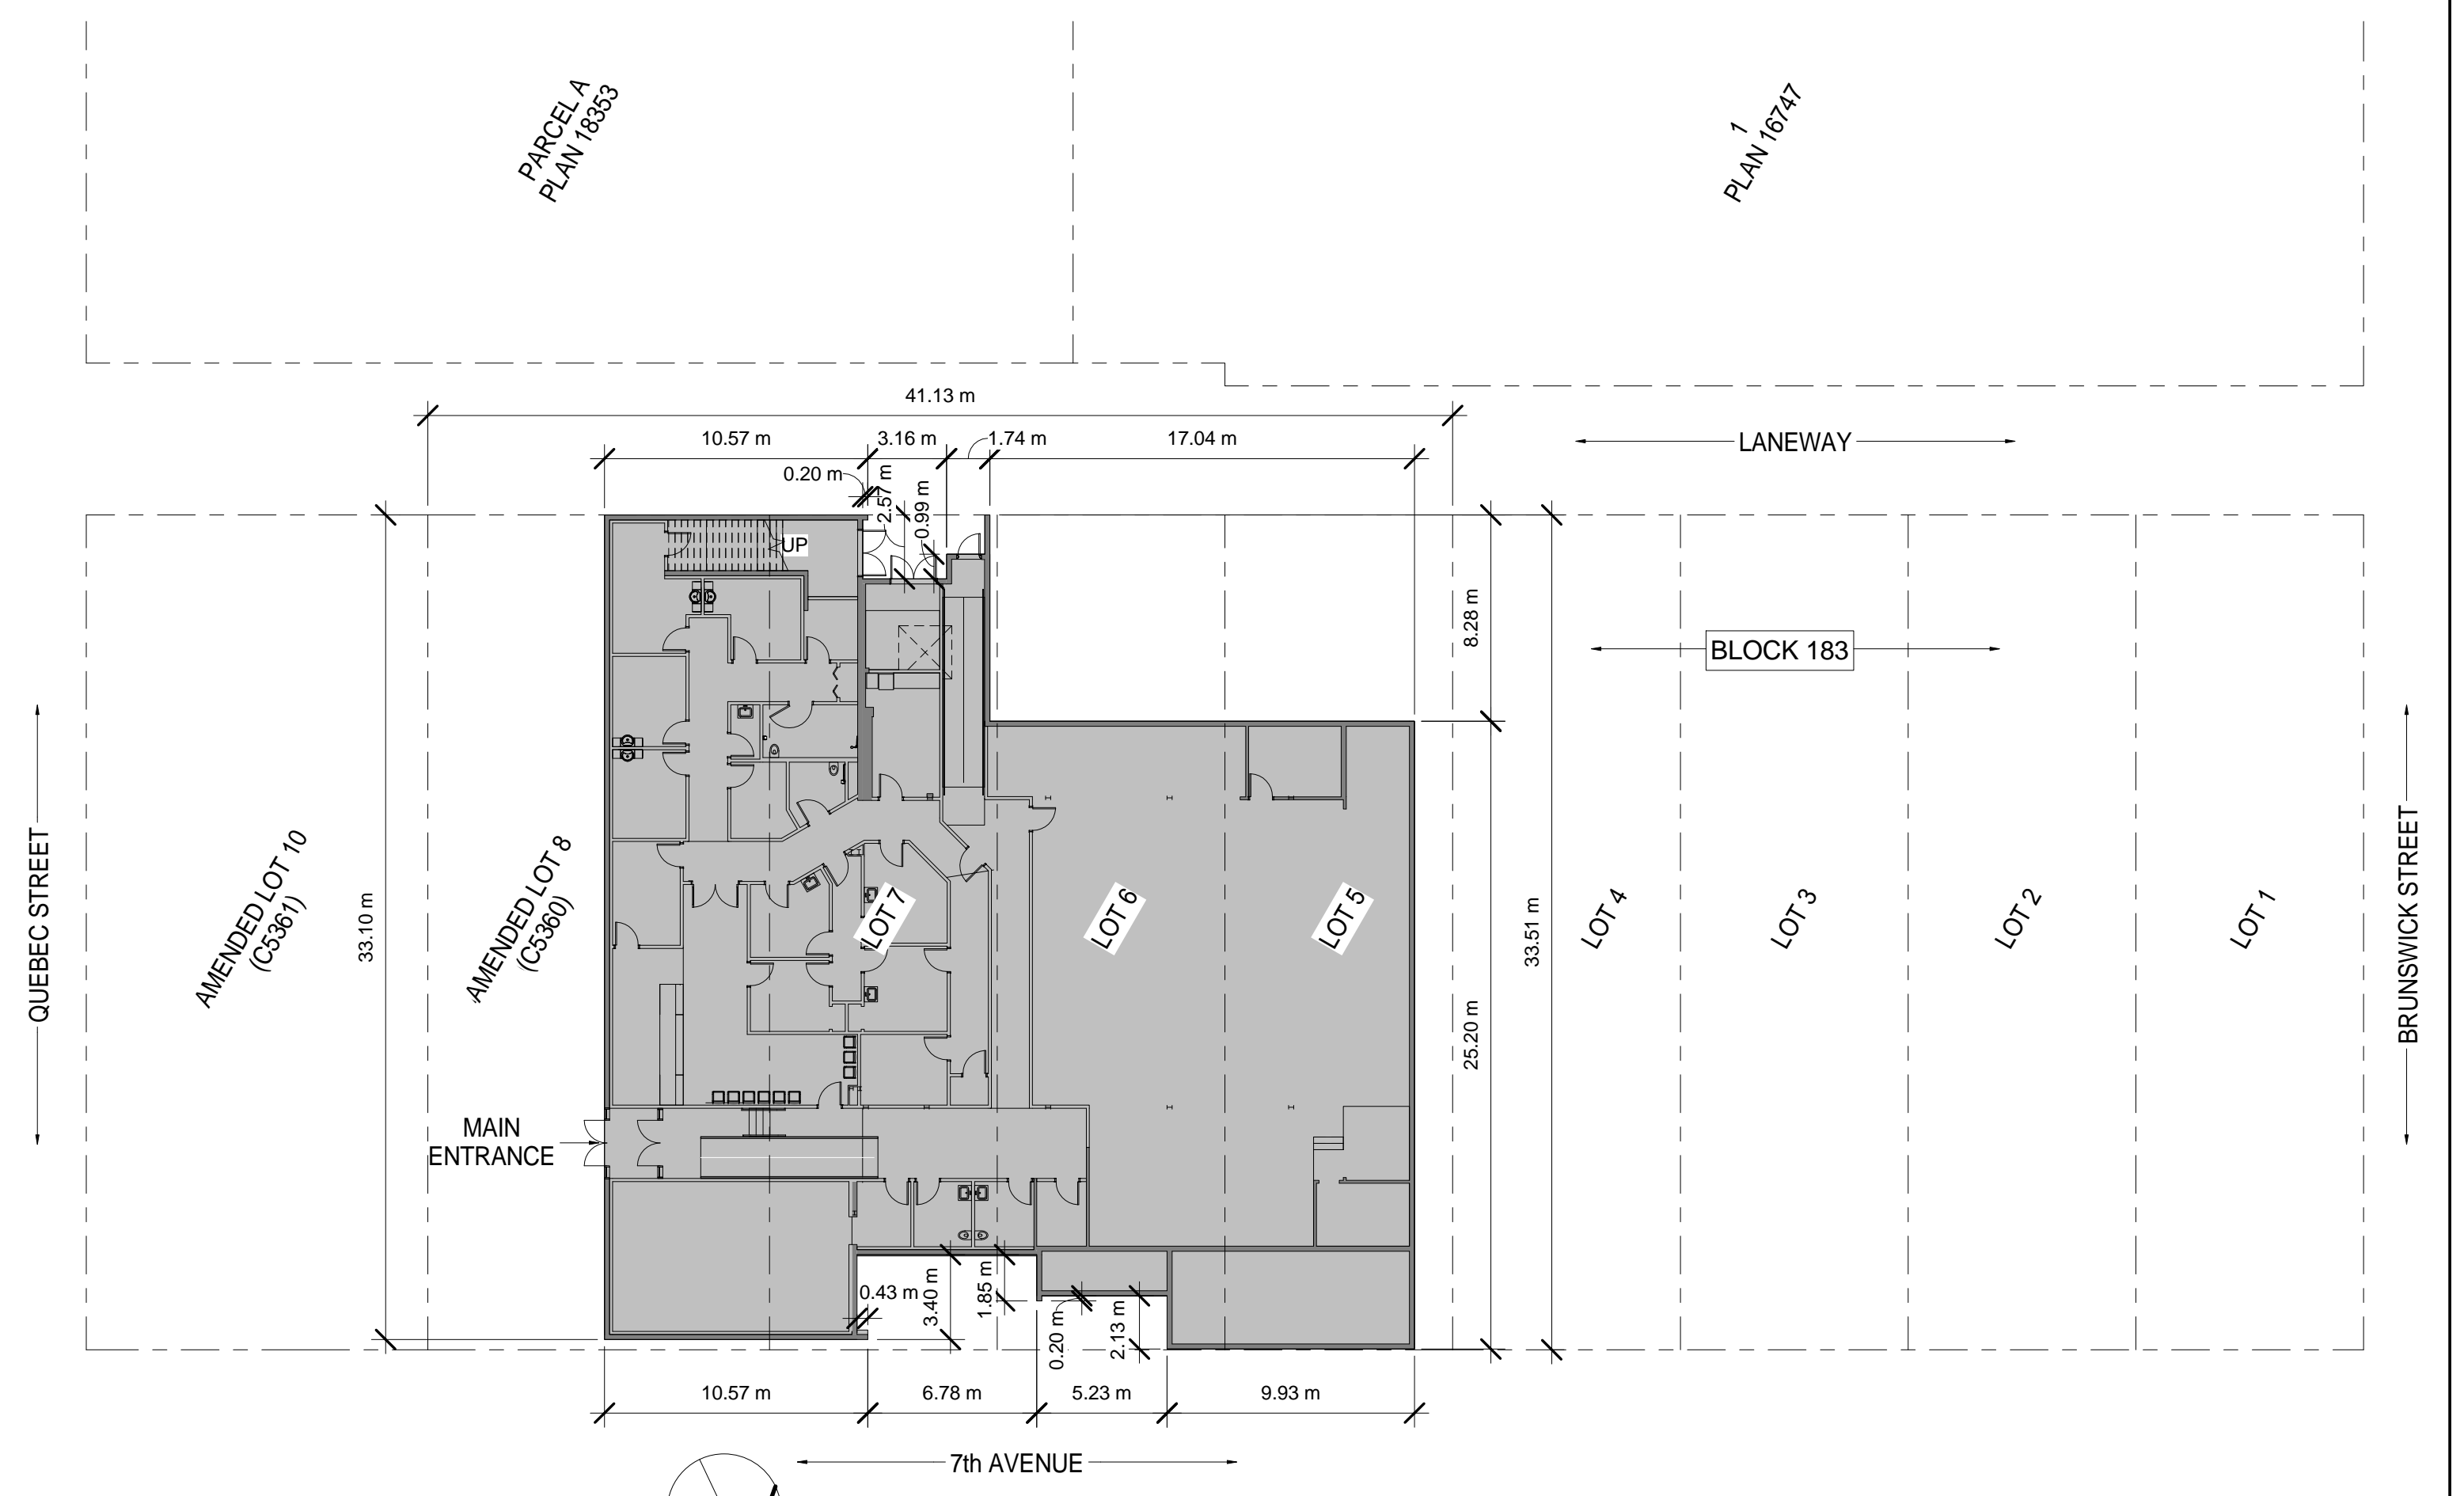 PARCEL A
PLAN 18353
1
PLAN 16747
41.13 m
10.57 m
3.16 m
1.74 m
17.04 m
LANEWAY
0.20 m
2.57 m
0.99 m
UP
8.28 m
BLOCK 183
QUEBEC STREET
AMENDED LOT 10
(C5361)
33.10 m
AMENDED LOT 8
(C5360)
LOT 7
LOT 6
LOT 5
33.51 m
LOT 4
LOT 3
LOT 2
LOT 1
BRUNSWICK STREET
25.20 m
MAIN
ENTRANCE
0.43 m
3.40 m
1.85 m
0.20 m
2.13 m
10.57 m
6.78 m
5.23 m
9.93 m
7th AVENUE